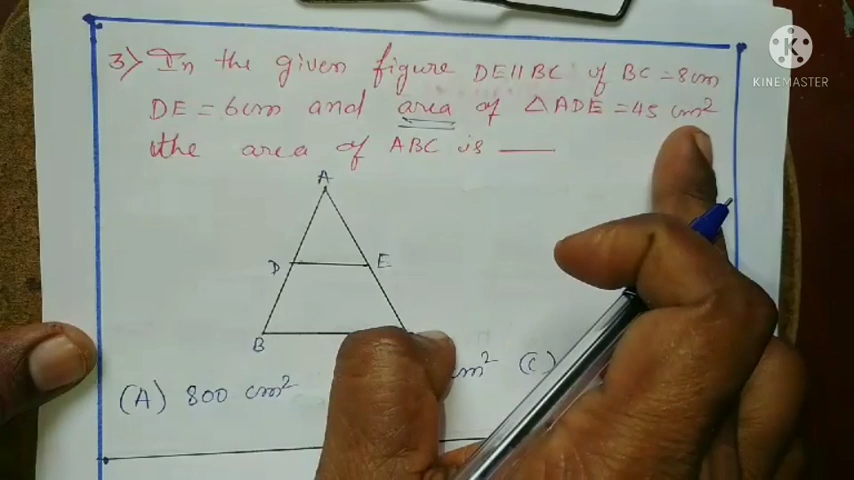 3) In the given figure DE||BC if BC = 8cm
DE = 6cm and area of △ADE = 45 cm²
the area of ABC is ___
A
D E
B
(A) 800 cm² cm² (C)
K
KINEMASTER